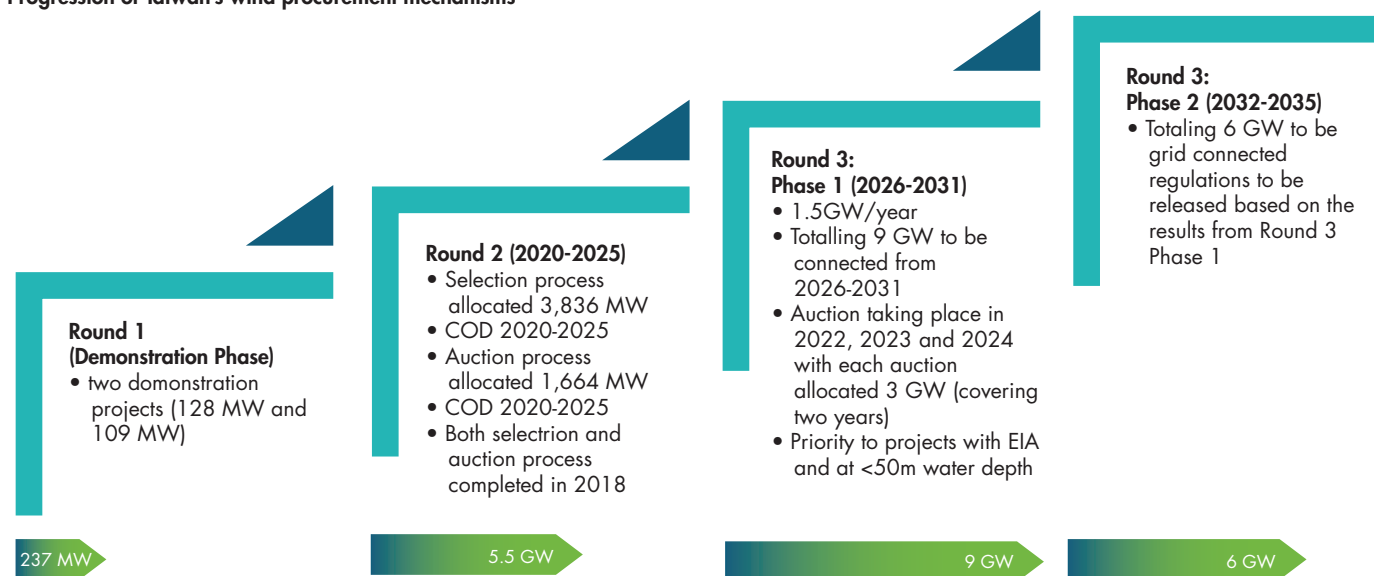 Progression of Taiwan's wind procurement mechanisms
Round 1
(Demonstration Phase)
• two domonstration
projects (128 MW and
109 MW)
237 MW
Round 2 (2020-2025)
• Selection process
allocated 3,836 MW
• COD 2020-2025
• Auction process
allocated 1,664 MW
• COD 2020-2025
• Both selectrion and
auction process
completed in 2018
5.5 GW
Round 3:
Phase 1 (2026-2031)
• 1.5GW/year
• Totalling 9 GW to be
connected from
2026-2031
• Auction taking place in
2022, 2023 and 2024
with each auction
allocated 3 GW (covering
two years)
• Priority to projects with EIA
and at <50m water depth
9 GW
Round 3:
Phase 2 (2032-2035)
• Totaling 6 GW to be
grid connected
regulations to be
released based on the
results from Round 3
Phase 1
6 GW